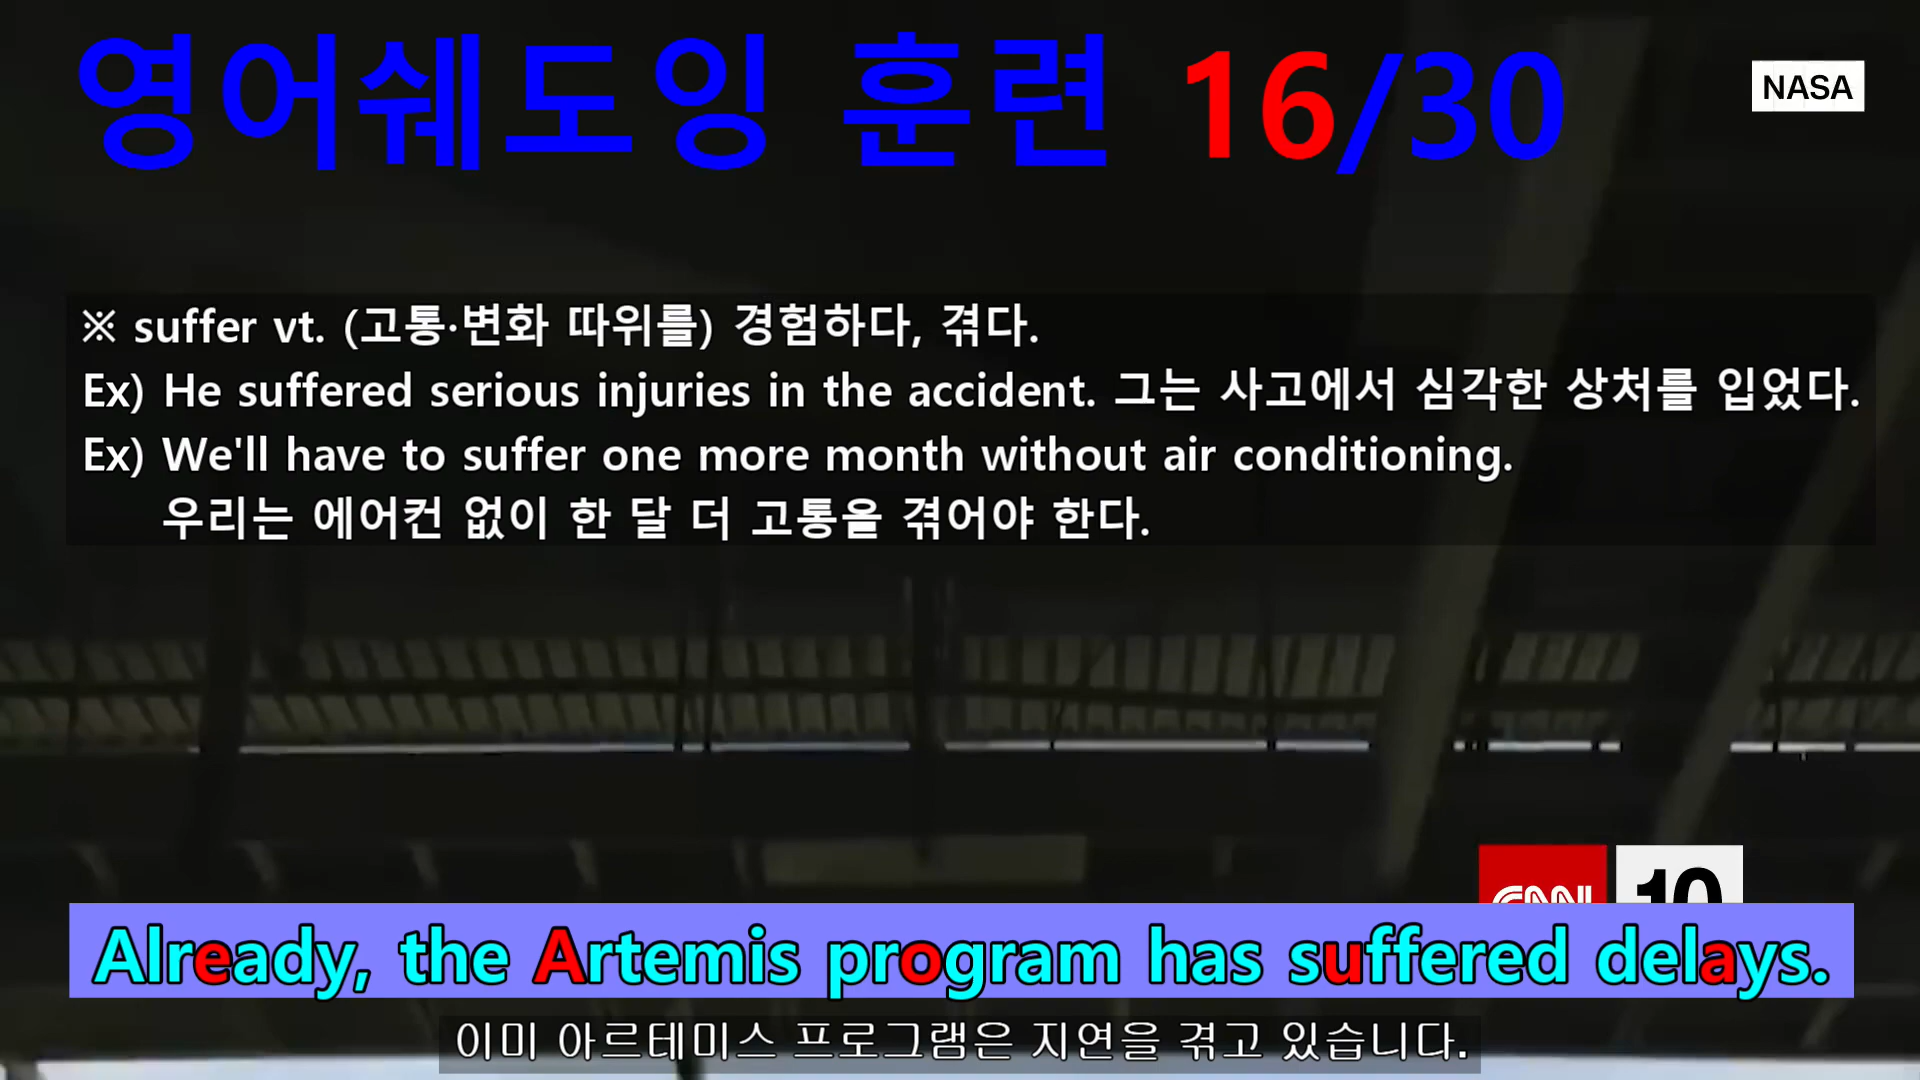 영어쉐도잉 훈련 16/30
NASA
※ suffer vt. (고통·변화 따위를) 경험하다, 겪다.
Ex) He suffered serious injuries in the accident. 그는 사고에서 심각한 상처를 입었다.
Ex) We'll have to suffer one more month without air conditioning.
우리는 에어컨 없이 한 달 더 고통을 겪어야 한다.
CNN 10
Already, the Artemis program has suffered delays.
이미 아르테미스 프로그램은 지연을 겪고 있습니다.